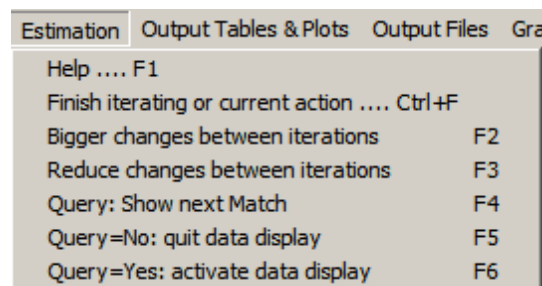 Estimation Output Tables & Plots Output Files Gra
Help .... F1
Finish iterating or current action .... Ctrl+F
Bigger changes between iterations F2
Reduce changes between iterations F3
Query: Show next Match F4
Query=No: quit data display F5
Query=Yes: activate data display F6